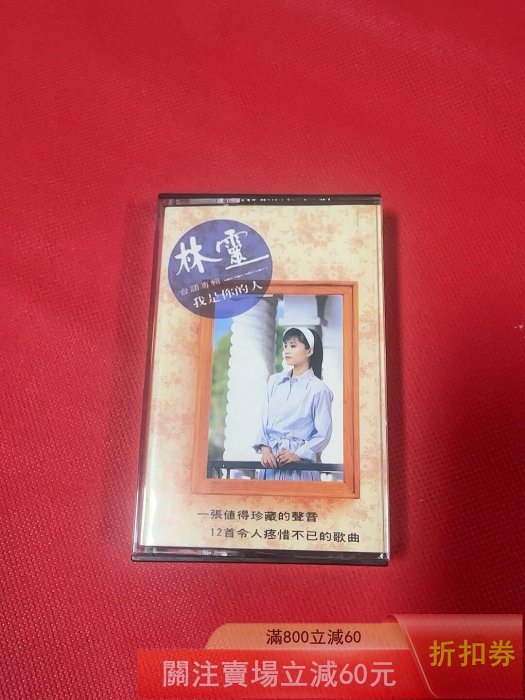 林靈
台語專輯
我是你的人
一張值得珍藏的聲音
12首令人疼惜不已的歌曲
滿800立減60
關注賣場立減60元
折扣券